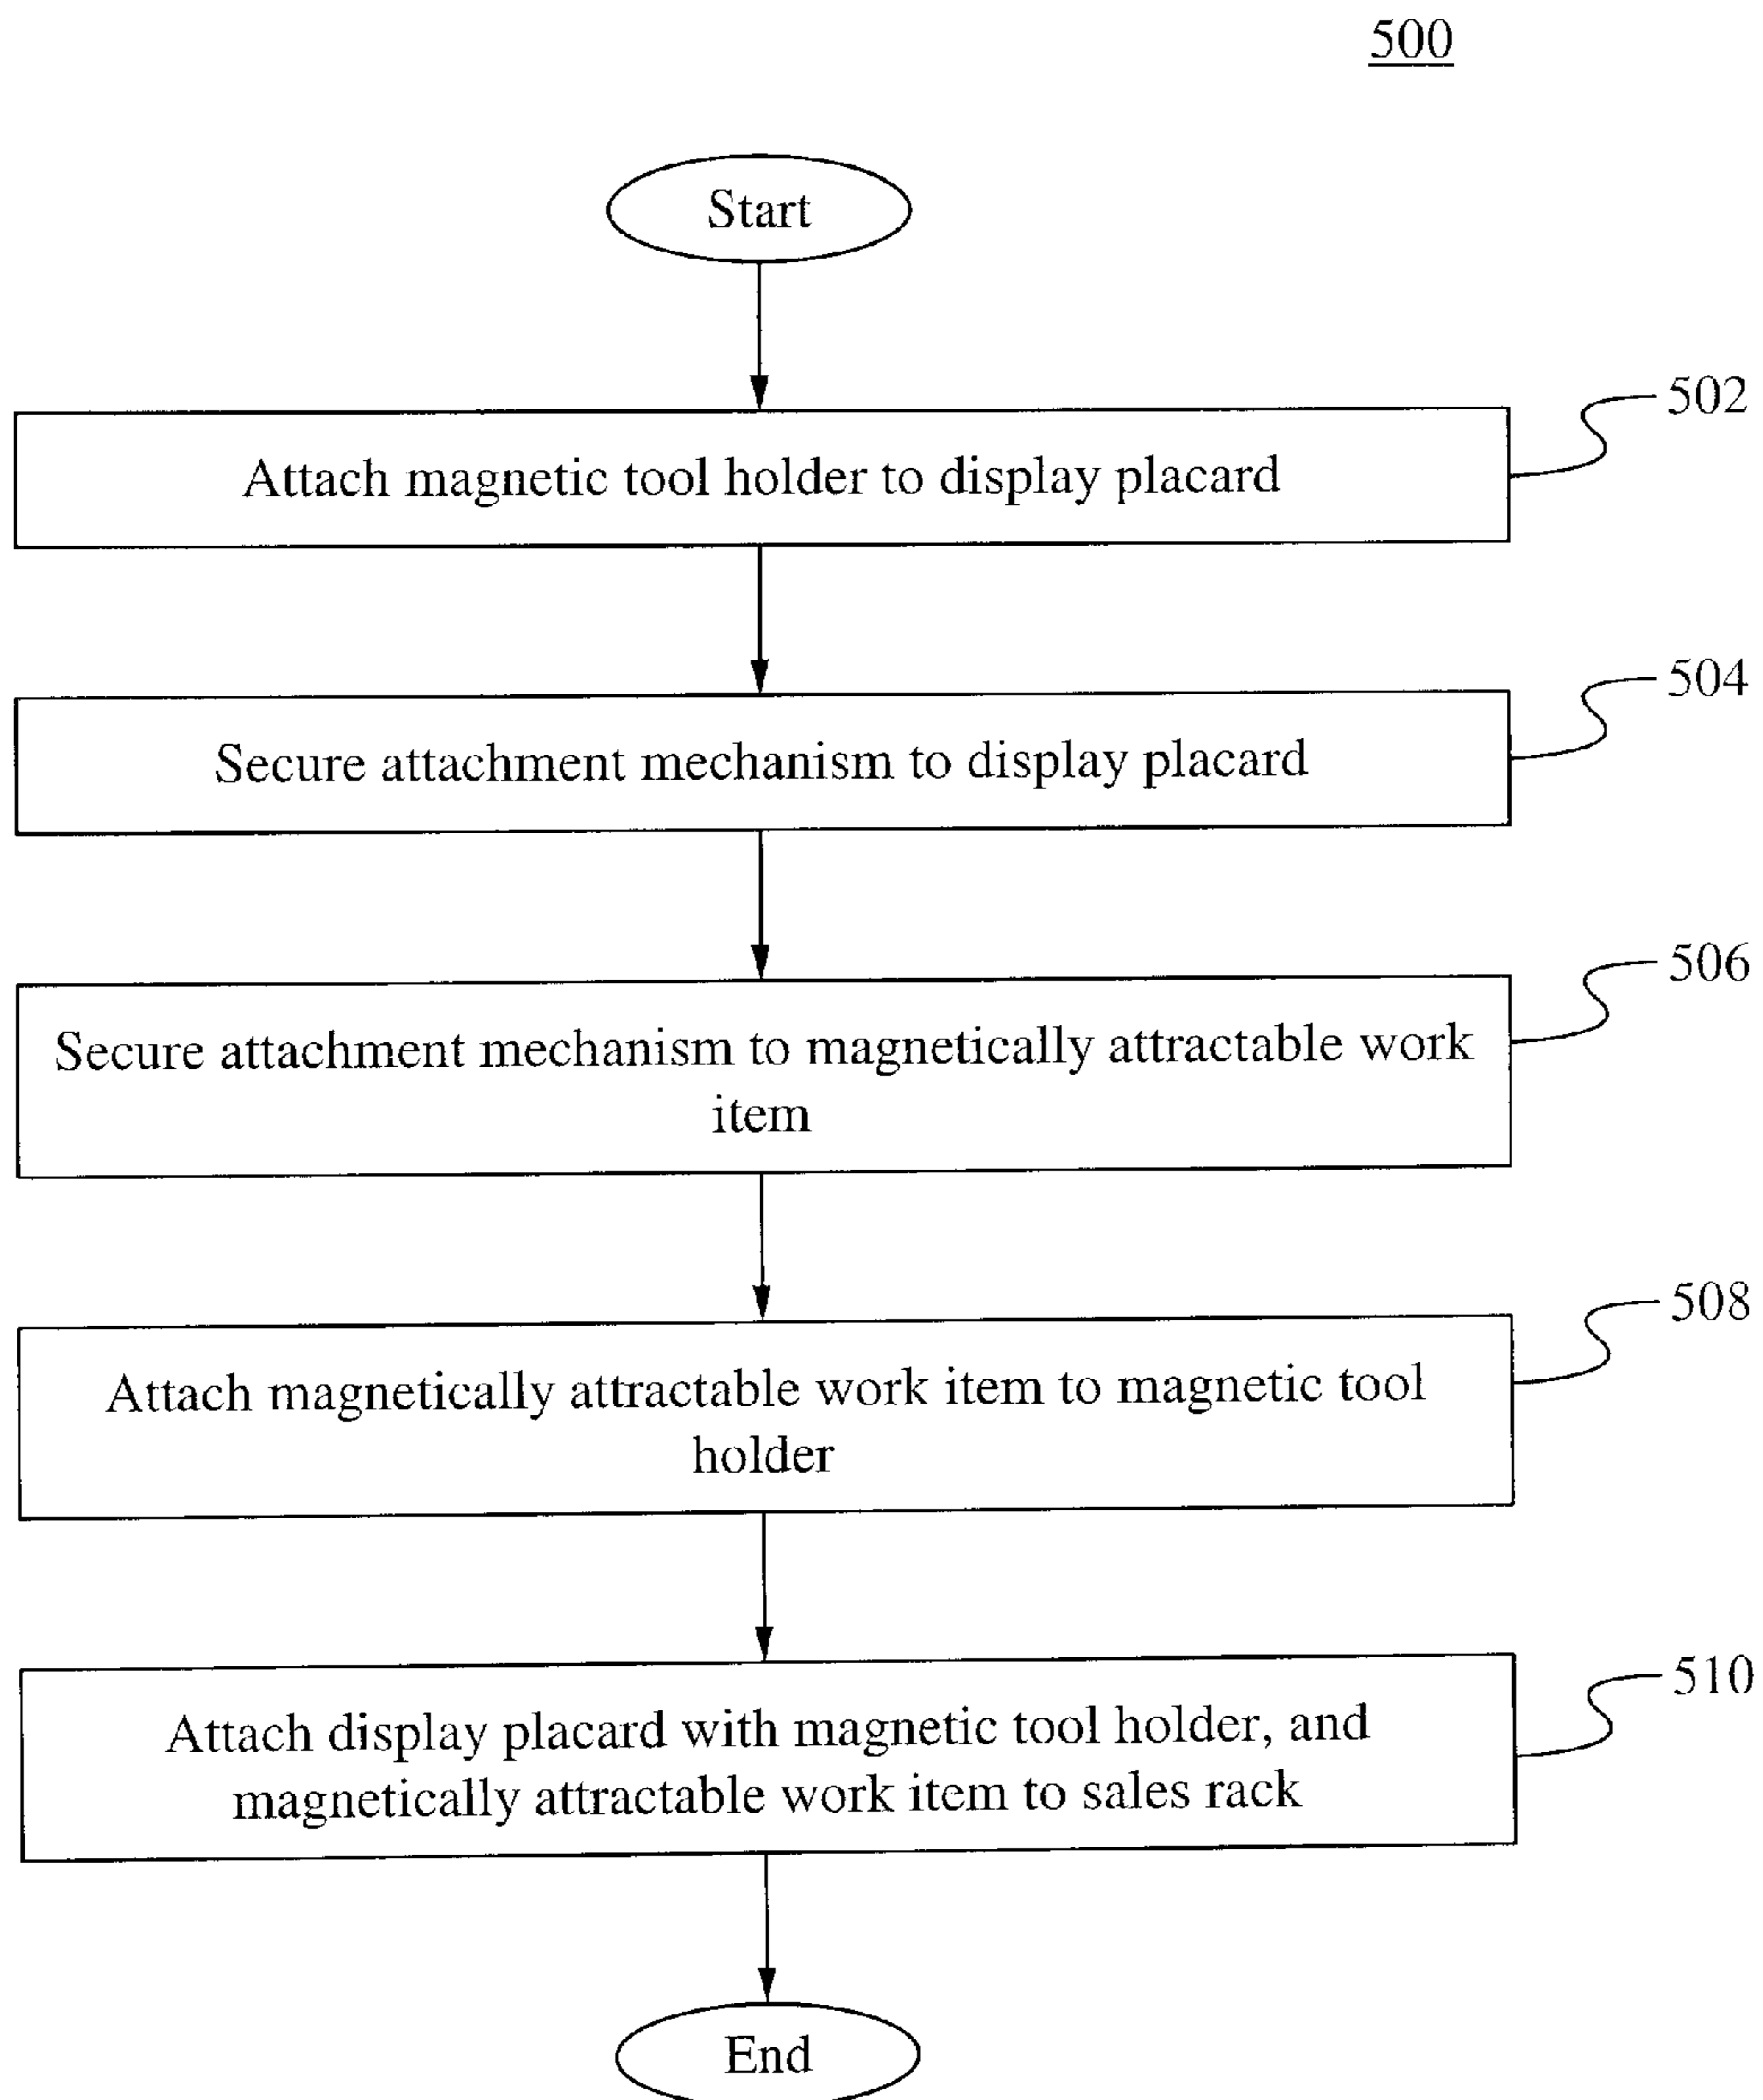 500
Start
502
Attach magnetic tool holder to display placard
504
Secure attachment mechanism to display placard
506
Secure attachment mechanism to magnetically attractable work
item
508
Attach magnetically attractable work item to magnetic tool
holder
510
Attach display placard with magnetic tool holder, and
magnetically attractable work item to sales rack
End